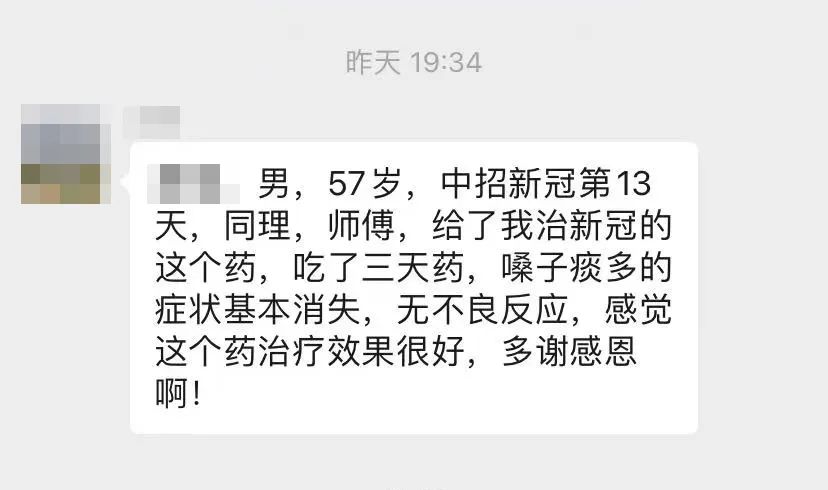 昨天 19:34
男，57岁，中招新冠第13
天，同理，师傅，给了我治新冠的
这个药，吃了三天药，嗓子痰多的
症状基本消失，无不良反应，感觉
这个药治疗效果很好，多谢感恩
啊！